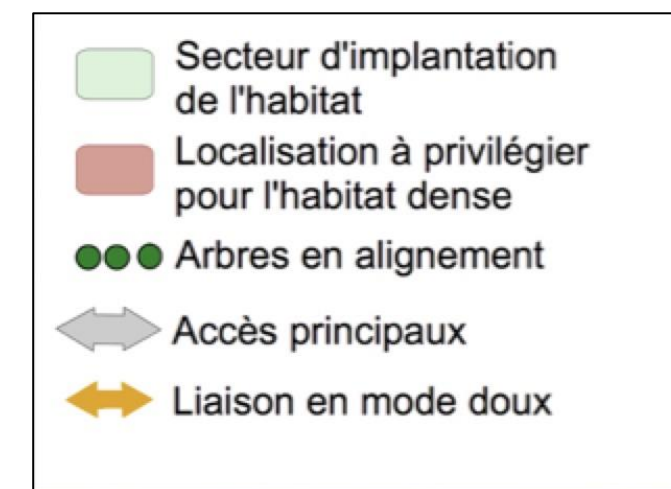 Secteur d'implantation
de l'habitat
Localisation à privilégier
pour l'habitat dense
Arbres en alignement
Accès principaux
Liaison en mode doux